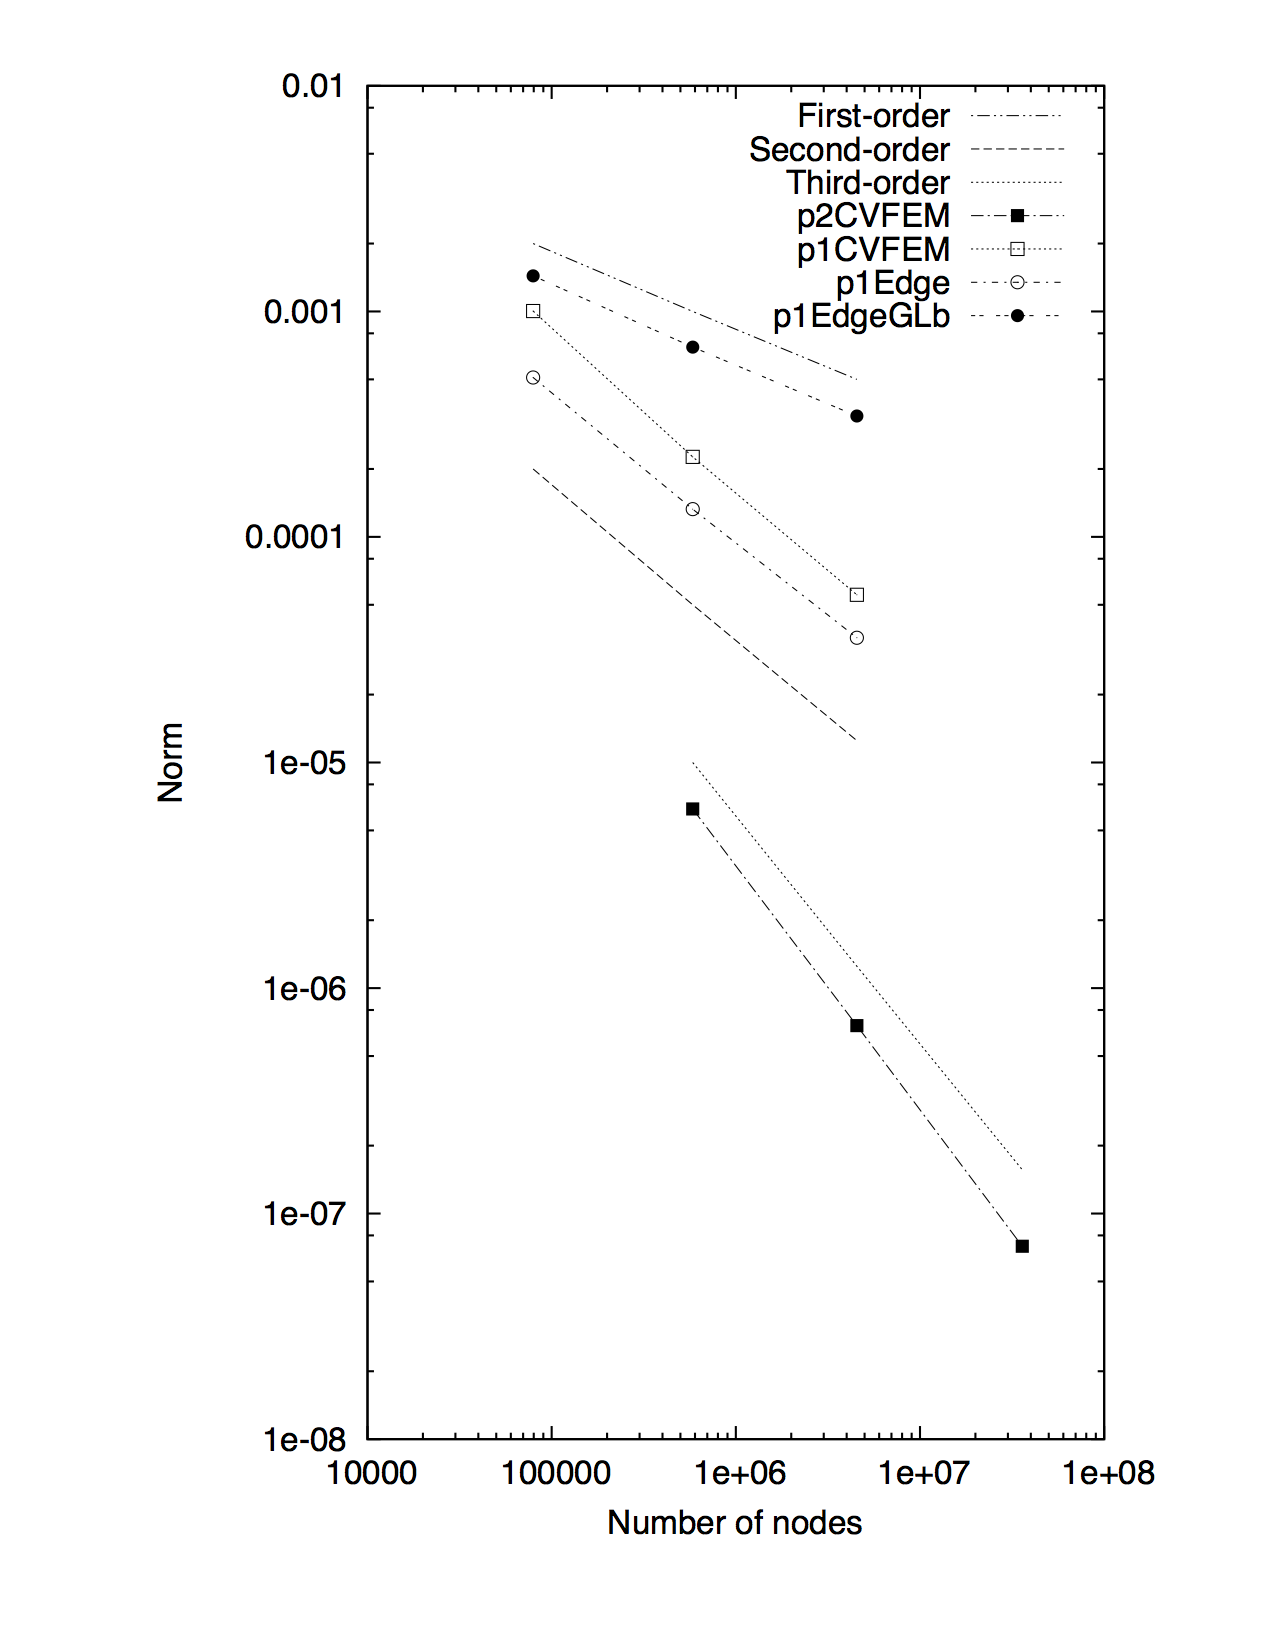 0.01
First-order
Second-order
Third-order
p2CVFEM
p1CVFEM
p1Edge
p1EdgeGLb
0.001
0.0001
Norm
1e-05
1e-06
1e-07
1e-08
10000 100000 1e+06 1e+07 1e+08
Number of nodes